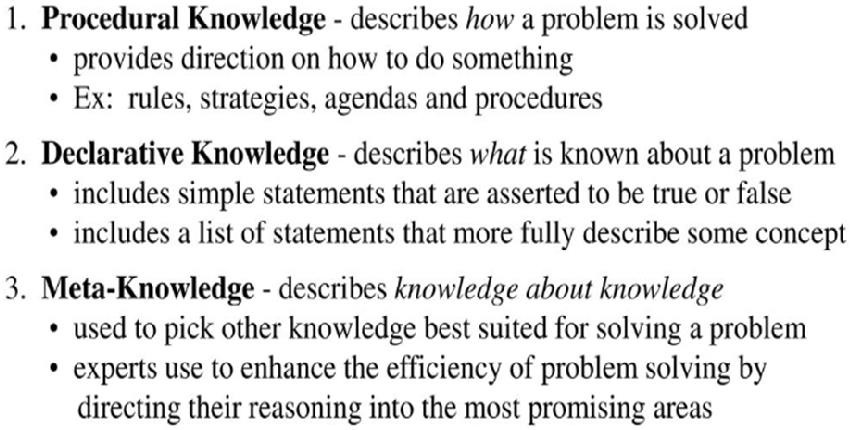 1. Procedural Knowledge - describes how a problem is solved
• provides direction on how to do something
• Ex: rules, strategies, agendas and procedures
2. Declarative Knowledge - describes what is known about a problem
• includes simple statements that are asserted to be true or false
• includes a list of statements that more fully describe some concept
3. Meta-Knowledge - describes knowledge about knowledge
• used to pick other knowledge best suited for solving a problem
• experts use to enhance the efficiency of problem solving by
directing their reasoning into the most promising areas